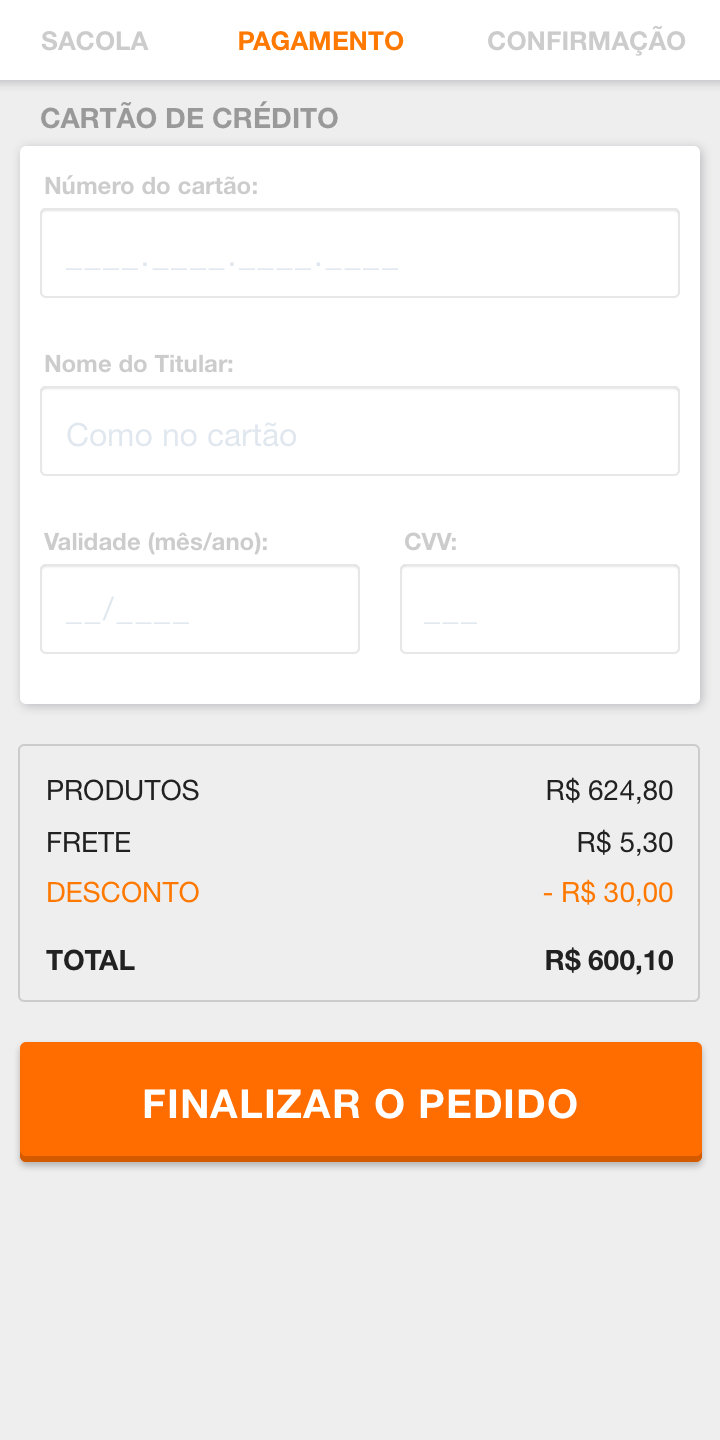 SACOLA PAGAMENTO CONFIRMAÇÃO
CARTÃO DE CRÉDITO
Número do cartão:
____.____.____.____
Nome do Titular:
Como no cartão
Validade (mês/ano): CVV:
__/____ ___
PRODUTOS R$ 624,80
FRETE R$ 5,30
DESCONTO - R$ 30,00
TOTAL R$ 600,10
FINALIZAR O PEDIDO